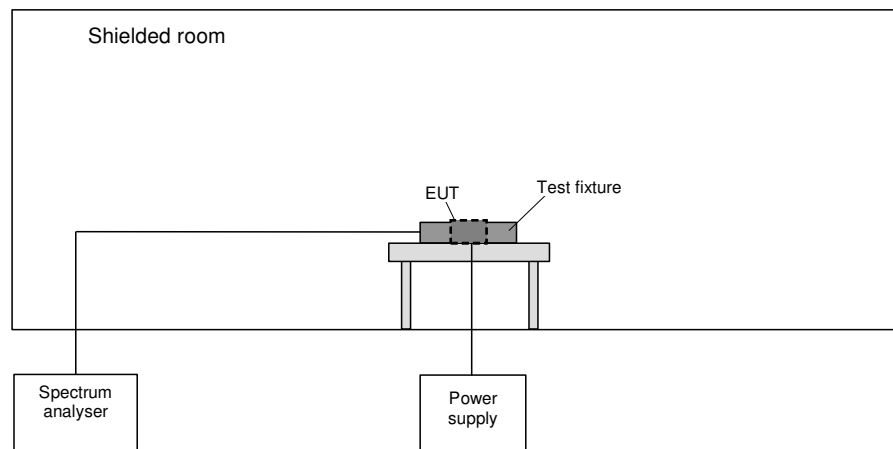 Shielded room
EUT
Test fixture
Spectrum
analyser
Power
supply